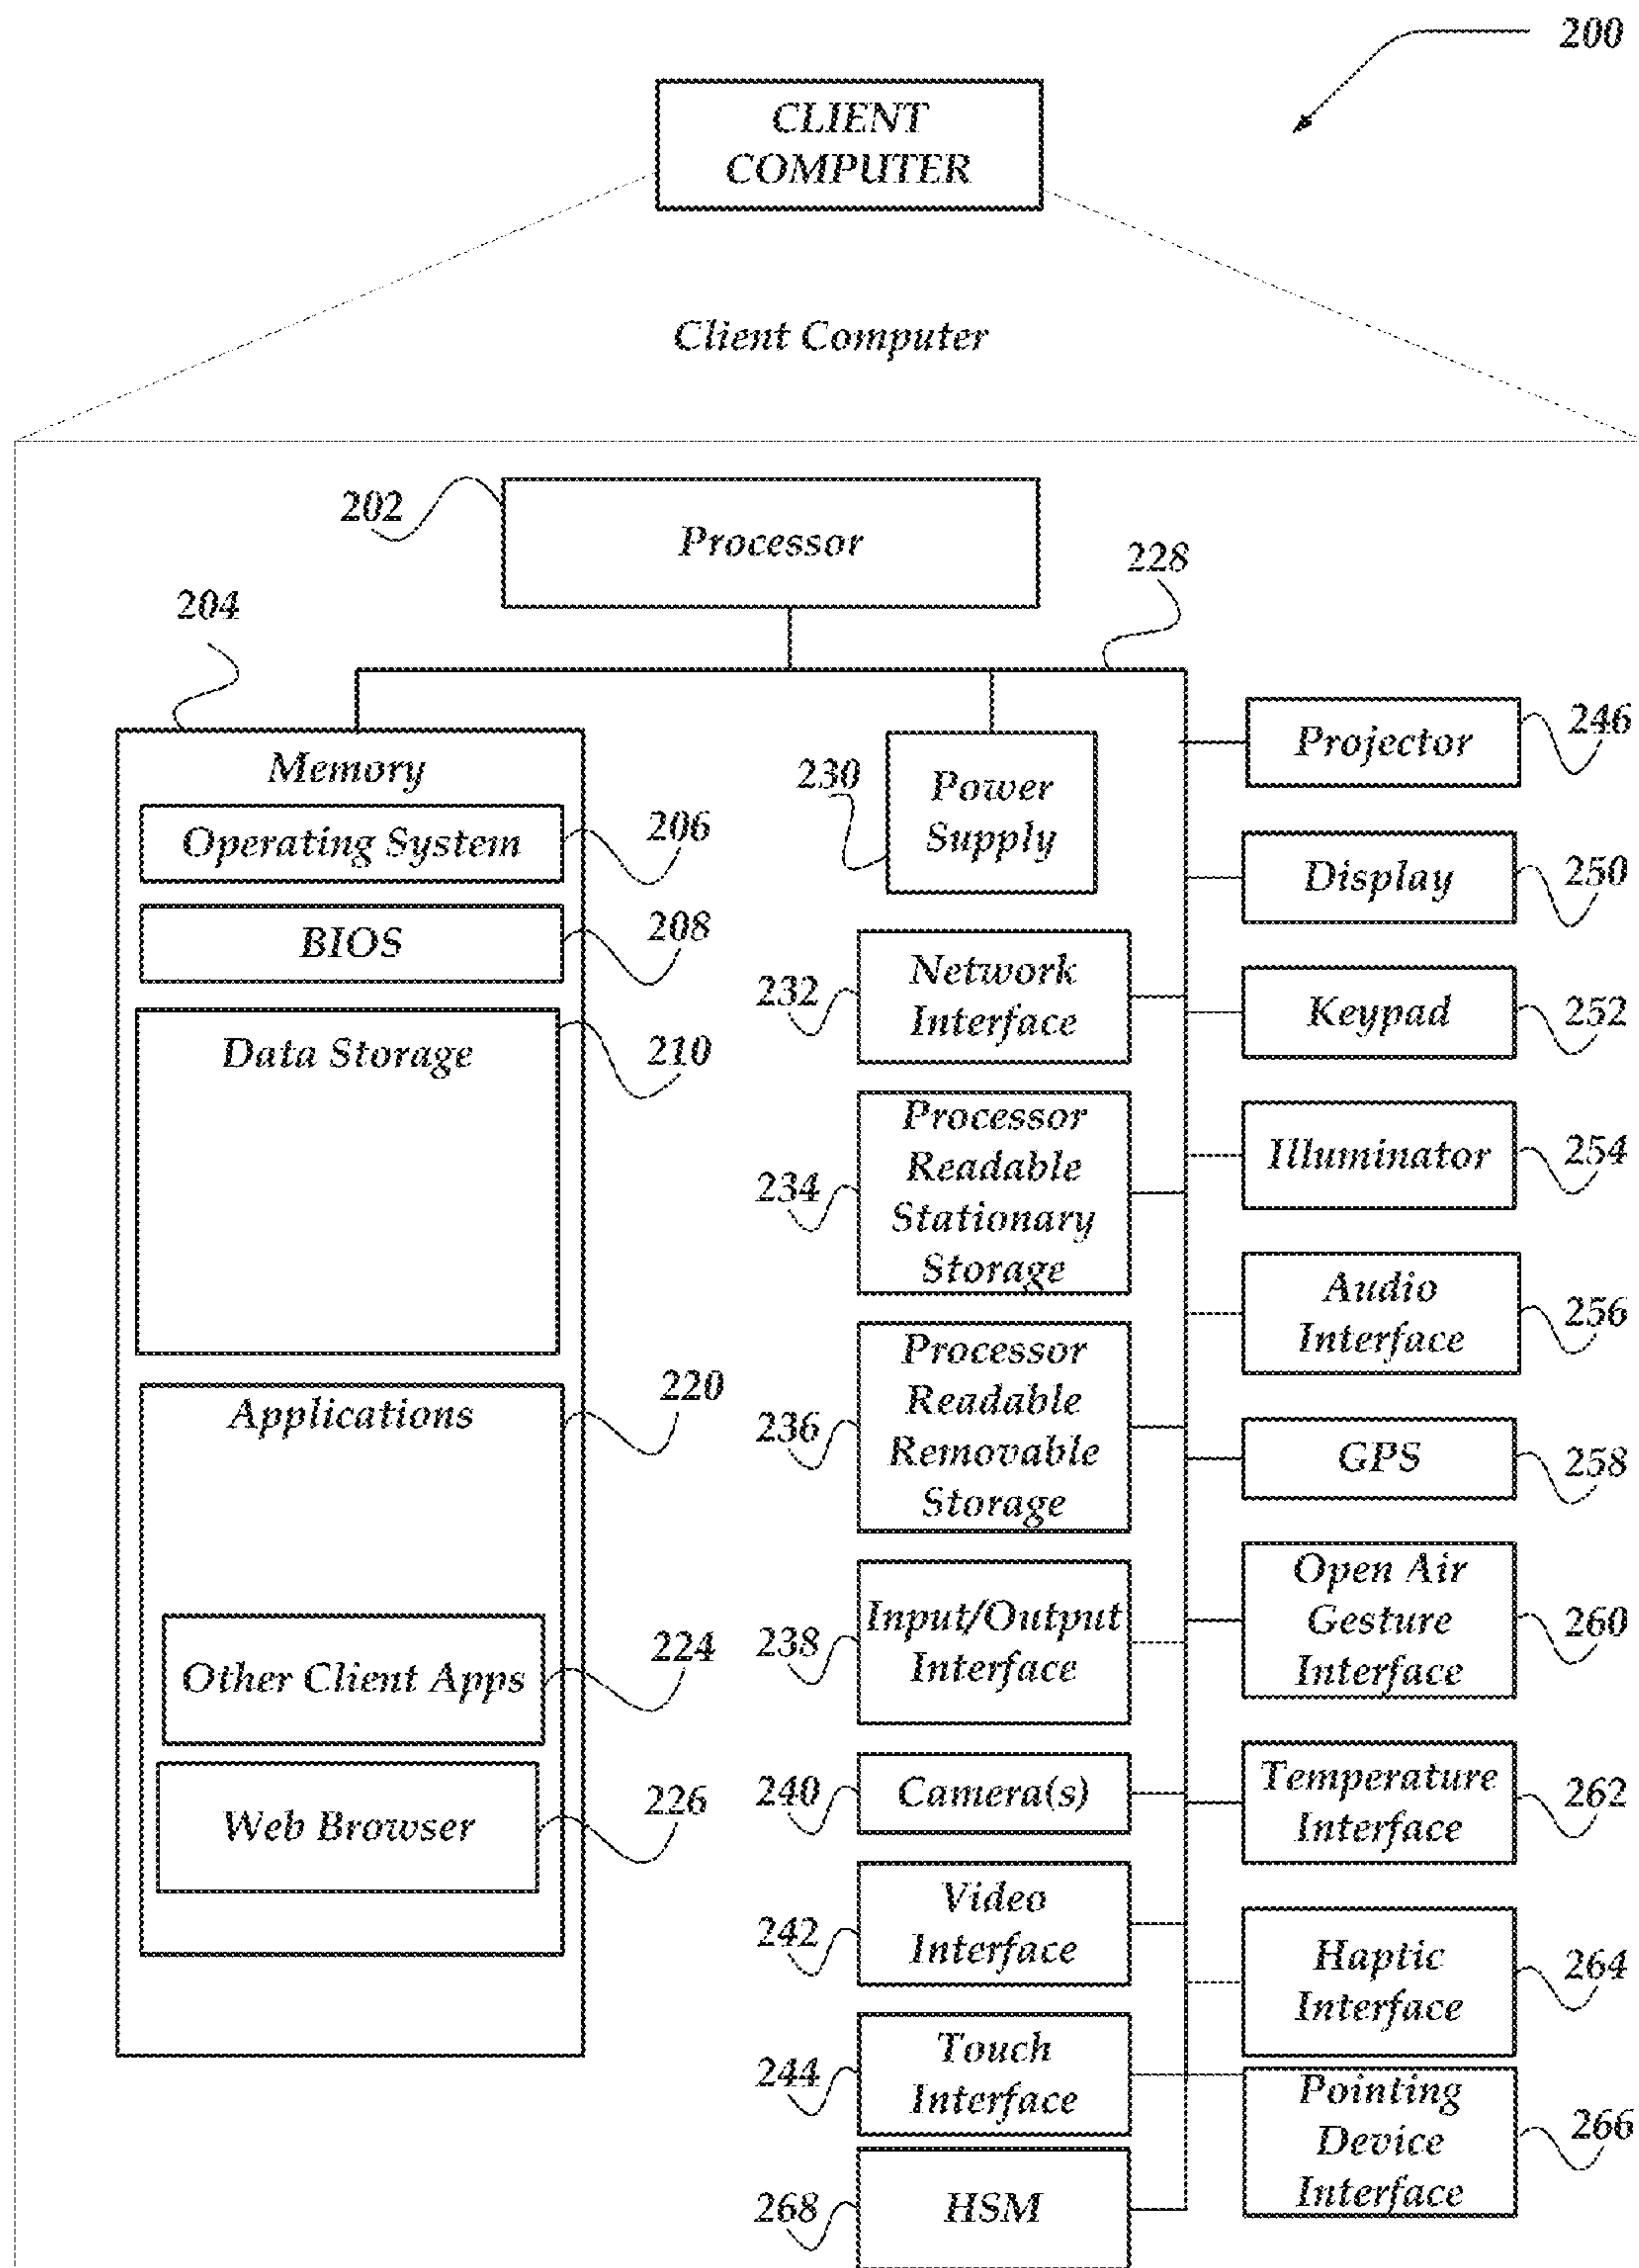 200
CLIENT
COMPUTER
Client Computer
202
Processor
228
204
Memory
Operating System
206
BIOS
208
Data Storage
210
Applications
220
Other Client Apps
224
Web Browser
226
230
Power
Supply
232
Network
Interface
234
Processor
Readable
Stationary
Storage
236
Processor
Readable
Removable
Storage
238
Input/Output
Interface
240
Camera(s)
242
Video
Interface
244
Touch
Interface
268
HSM
Projector
246
Display
250
Keypad
252
Illuminator
254
Audio
Interface
256
GPS
258
Open Air
Gesture
Interface
260
Temperature
Interface
262
Haptic
Interface
264
Pointing
Device
Interface
266